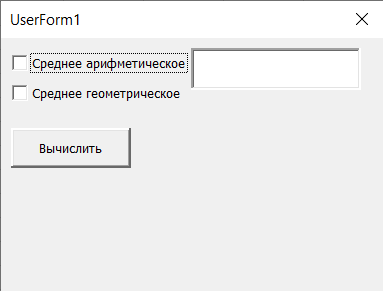 UserForm1
Среднее арифметическое
Среднее геометрическое
Вычислить